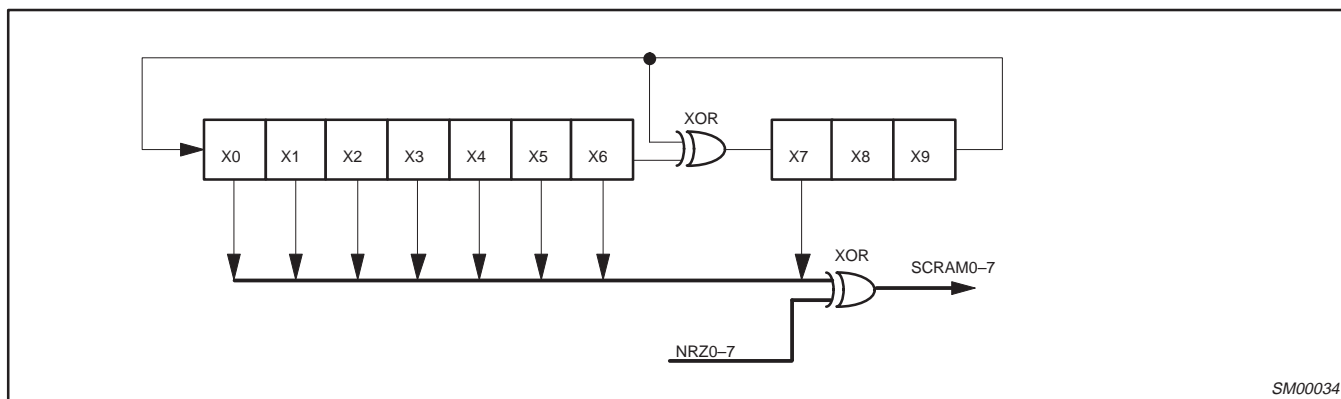 XOR
X0 X1 X2 X3 X4 X5 X6 X7 X8 X9
XOR
SCRAM0–7
NRZ0–7
SM00034